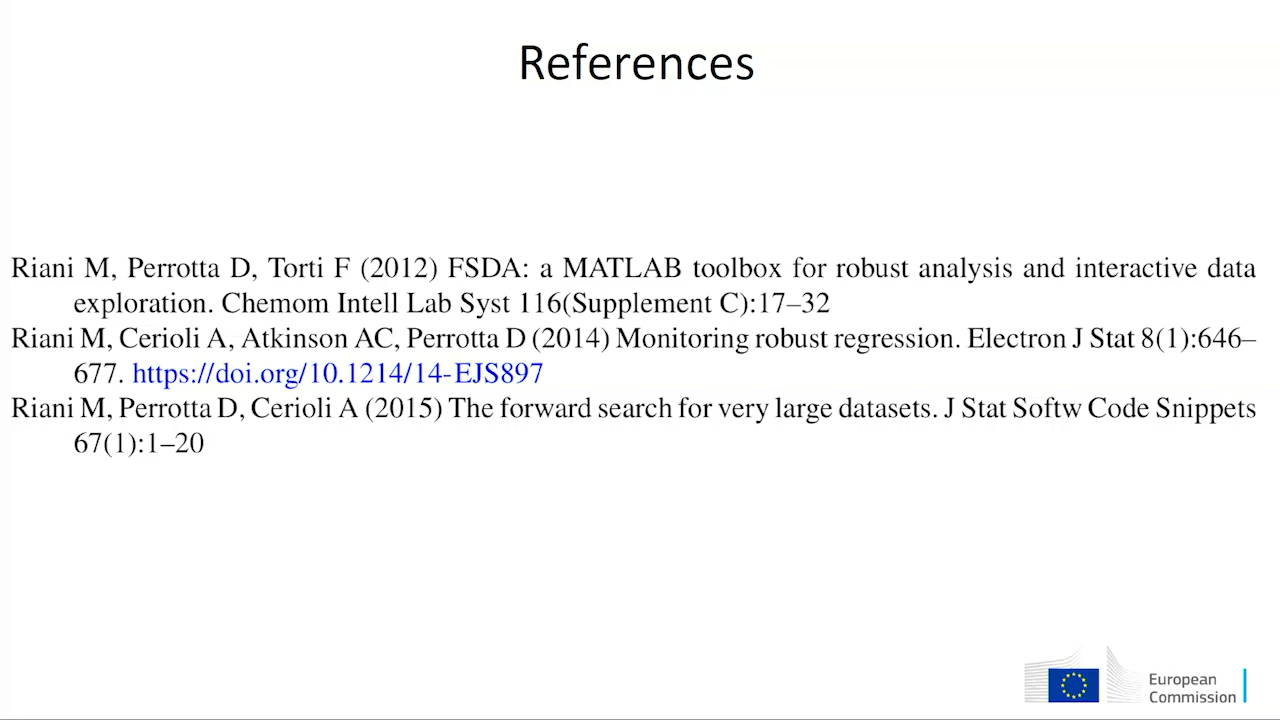 References
Riani M, Perrotta D, Torti F (2012) FSDA: a MATLAB toolbox for robust analysis and interactive data
exploration. Chemom Intell Lab Syst 116(Supplement C):17–32
Riani M, Cerioli A, Atkinson AC, Perrotta D (2014) Monitoring robust regression. Electron J Stat 8(1):646–
677. https://doi.org/10.1214/14-EJS897
Riani M, Perrotta D, Cerioli A (2015) The forward search for very large datasets. J Stat Softw Code Snippets
67(1):1–20
European
Commission